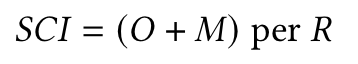 SCI = (O + M) per R